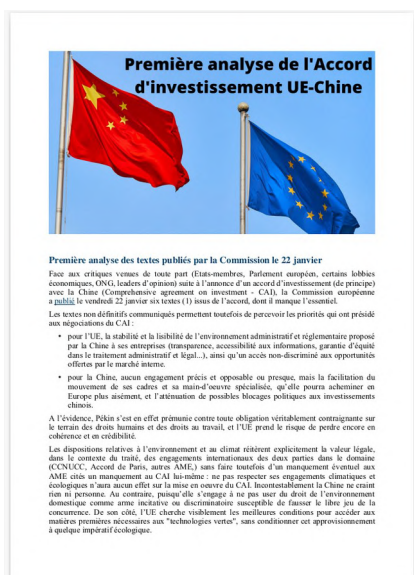 Première analyse de l'Accord
d'investissement UE-Chine
Première analyse des textes publiés par la Commission le 22 janvier
Face aux critiques venues de toute part (Etats-membres, Parlement européen, certains lobbies
économiques, ONG, leaders d'opinion) suite à l'annonce d'un accord d'investissement (de principe)
avec la Chine (Comprehensive agreement on investment - CAI), la Commission européenne
a publié le vendredi 22 janvier six textes (1) issus de l'accord, dont il manque l'essentiel.
Les textes non définitifs communiqués permettent toutefois de percevoir les priorités qui ont présidé
aux négociations du CAI :
• pour l'UE, la stabilité et la lisibilité de l'environnement administratif et réglementaire proposé
par la Chine à ses entreprises (transparence, accessibilité aux informations, garantie d'équité
dans le traitement administratif et légal...), ainsi qu'un accès non-discriminé aux opportunités
offertes par le marché interne.
• pour la Chine, aucun engagement précis et opposable ou presque, mais la facilitation du
mouvement de ses cadres et sa main-d'oeuvre spécialisée, qu'elle pourra acheminer en
Europe plus aisément, et l'atténuation de possibles blocages politiques aux investissements
chinois.
A l'évidence, Pékin s'est en effet prémunie contre toute obligation véritablement contraignante sur
le terrain des droits humains et des droits au travail, et l'UE prend le risque de perdre encore en
cohérence et en crédibilité.
Les dispositions relatives à l'environnement et au climat réitèrent explicitement la valeur légale,
dans le contexte du traité, des engagements internationaux des deux parties dans le domaine
(CCNUCC, Accord de Paris, autres AME,) sans faire toutefois d'un manquement éventuel aux
AME cités un manquement au CAI lui-même : ne pas respecter ses engagements climatiques et
écologiques n'aura aucun effet sur la mise en oeuvre du CAI. Incontestablement la Chine ne craint
rien ni personne. Au contraire, puisqu'elle s'engage à ne pas user du droit de l'environnement
domestique comme arme incitative ou discriminatoire susceptible de fausser le libre jeu de la
concurrence. De son côté, l'UE cherche visiblement les meilleures conditions pour accéder aux
matières premières nécessaires aux "technologies vertes", sans conditionner cet approvisionnement
à quelque impératif écologique.